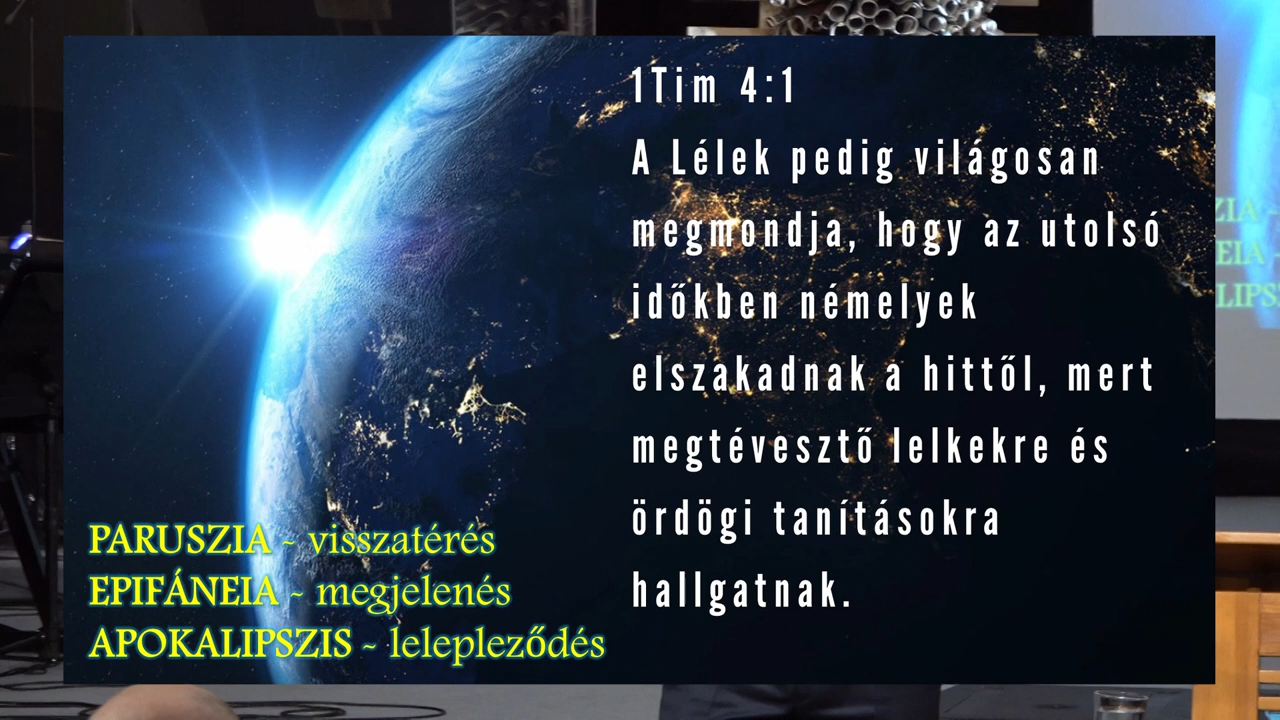 1Tim 4:1
A Lélek pedig világosan
megmondja, hogy az utolsó
időkben némelyek
elszakadnak a hittől, mert
megtévesztő lelkekre és
ördögi tanításokra
hallgatnak.
PARUSZIA ~ visszatérés
EPIFÁNEIA ~ megjelenés
APOKALIPSZIS ~ lelepleződés